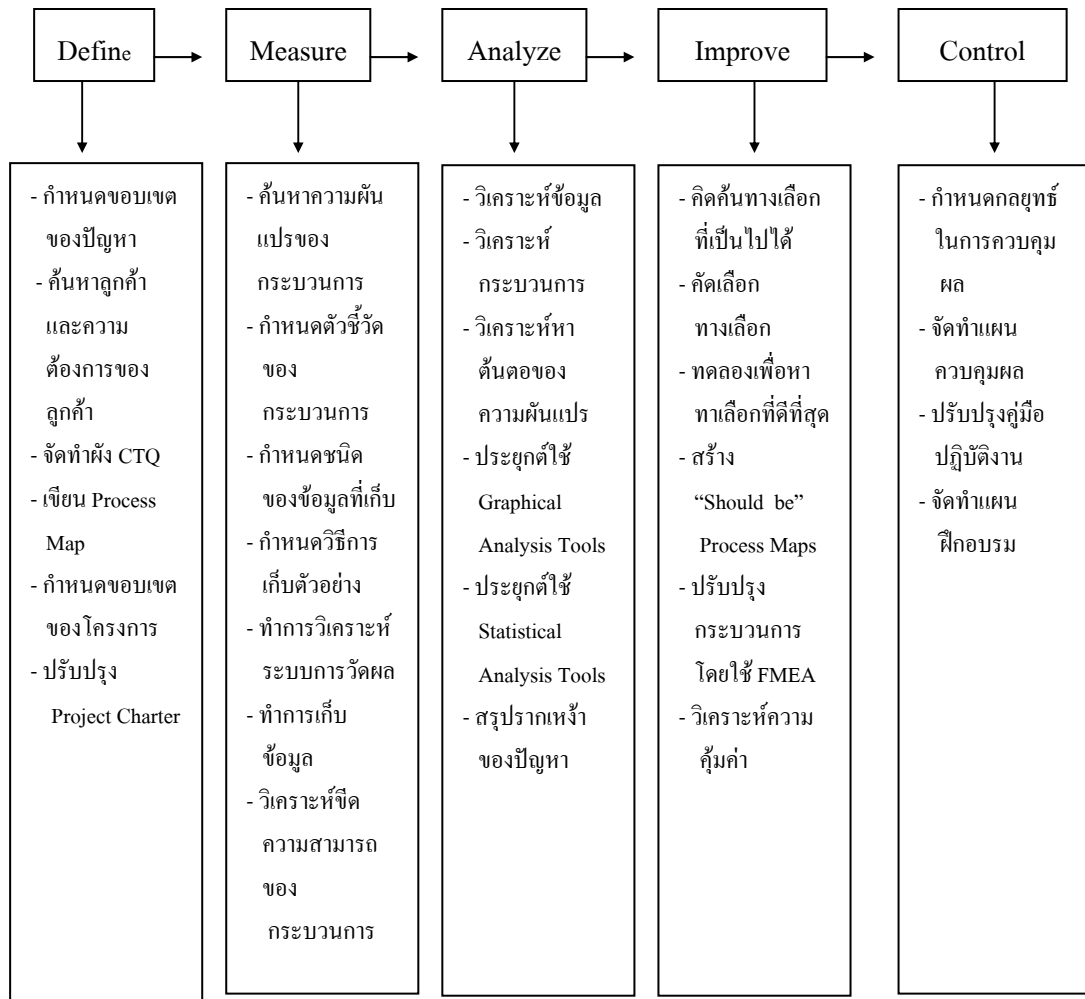 Define
Measure
Analyze
Improve
Control
- กำหนดขอบเขต
ของปัญหา
- ค้นหาลูกค้า
และความ
ต้องการของ
ลูกค้า
- จัดทำผัง CTQ
- เขียน Process
Map
- กำหนดขอบเขต
ของโครงการ
- ปรับปรุง
Project Charter
- ค้นหาความผัน
แปรของ
กระบวนการ
- กำหนดตัวชี้วัด
ของ
กระบวนการ
- กำหนดชนิด
ของข้อมูลที่เก็บ
- กำหนดวิธีการ
เก็บตัวอย่าง
- ทำการวิเคราะห์
ระบบการวัดผล
- ทำการเก็บ
ข้อมูล
- วิเคราะห์ขีด
ความสามารถ
ของ
กระบวนการ
- วิเคราะห์ข้อมูล
- วิเคราะห์
กระบวนการ
- วิเคราะห์หา
ต้นตอของ
ความผันแปร
- ประยุกต์ใช้
Graphical
Analysis Tools
- ประยุกต์ใช้
Statistical
Analysis Tools
- สรุปรากเหง้า
ของปัญหา
- คิดค้นทางเลือก
ที่เป็นไปได้
- คัดเลือก
ทางเลือก
- ทดลองเพื่อหา
ทาเลือกที่ดีที่สุด
- สร้าง
“Should be”
Process Maps
- ปรับปรุง
กระบวนการ
โดยใช้ FMEA
- วิเคราะห์ความ
คุ้มค่า
- กำหนดกลยุทธ์
ในการควบคุม
ผล
- จัดทำแผน
ควบคุมผล
- ปรับปรุงคู่มือ
ปฏิบัติงาน
- จัดทำแผน
ฝึกอบรม